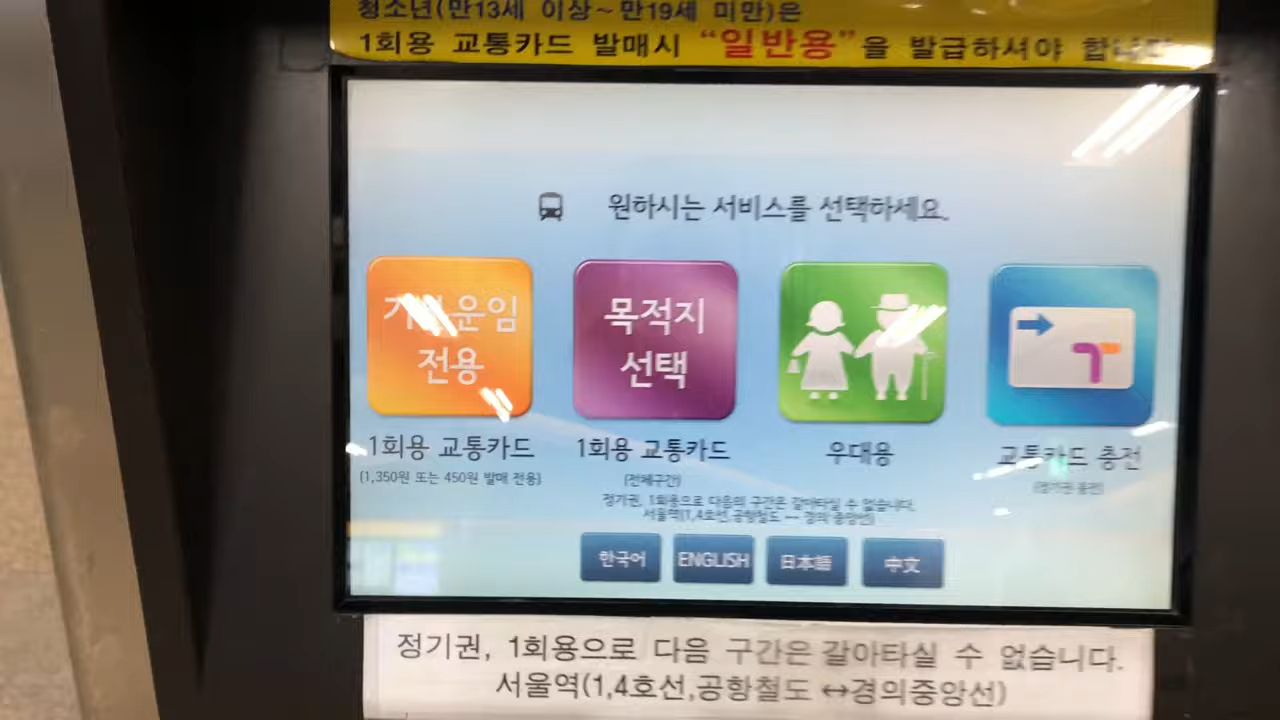 청소년(만13세 이상~만19세 미만)은
1회용 교통카드 발매시 “일반용”을 발급하셔야 합니다
원하시는 서비스를 선택하세요.
기본운임
전용
목적지
선택
1회용 교통카드
(1,350원 또는 450원 발매 전용)
1회용 교통카드
(전체구간)
우대용
교통카드 충전
(정기권 충전)
정기권, 1회용으로 다음의 구간은 갈아타실 수 없습니다.
서울역(1,4호선,공항철도 ↔ 경의중앙선)
한국어
ENGLISH
日本語
中文
정기권, 1회용으로 다음 구간은 갈아타실 수 없습니다.
서울역(1,4호선,공항철도↔경의중앙선)